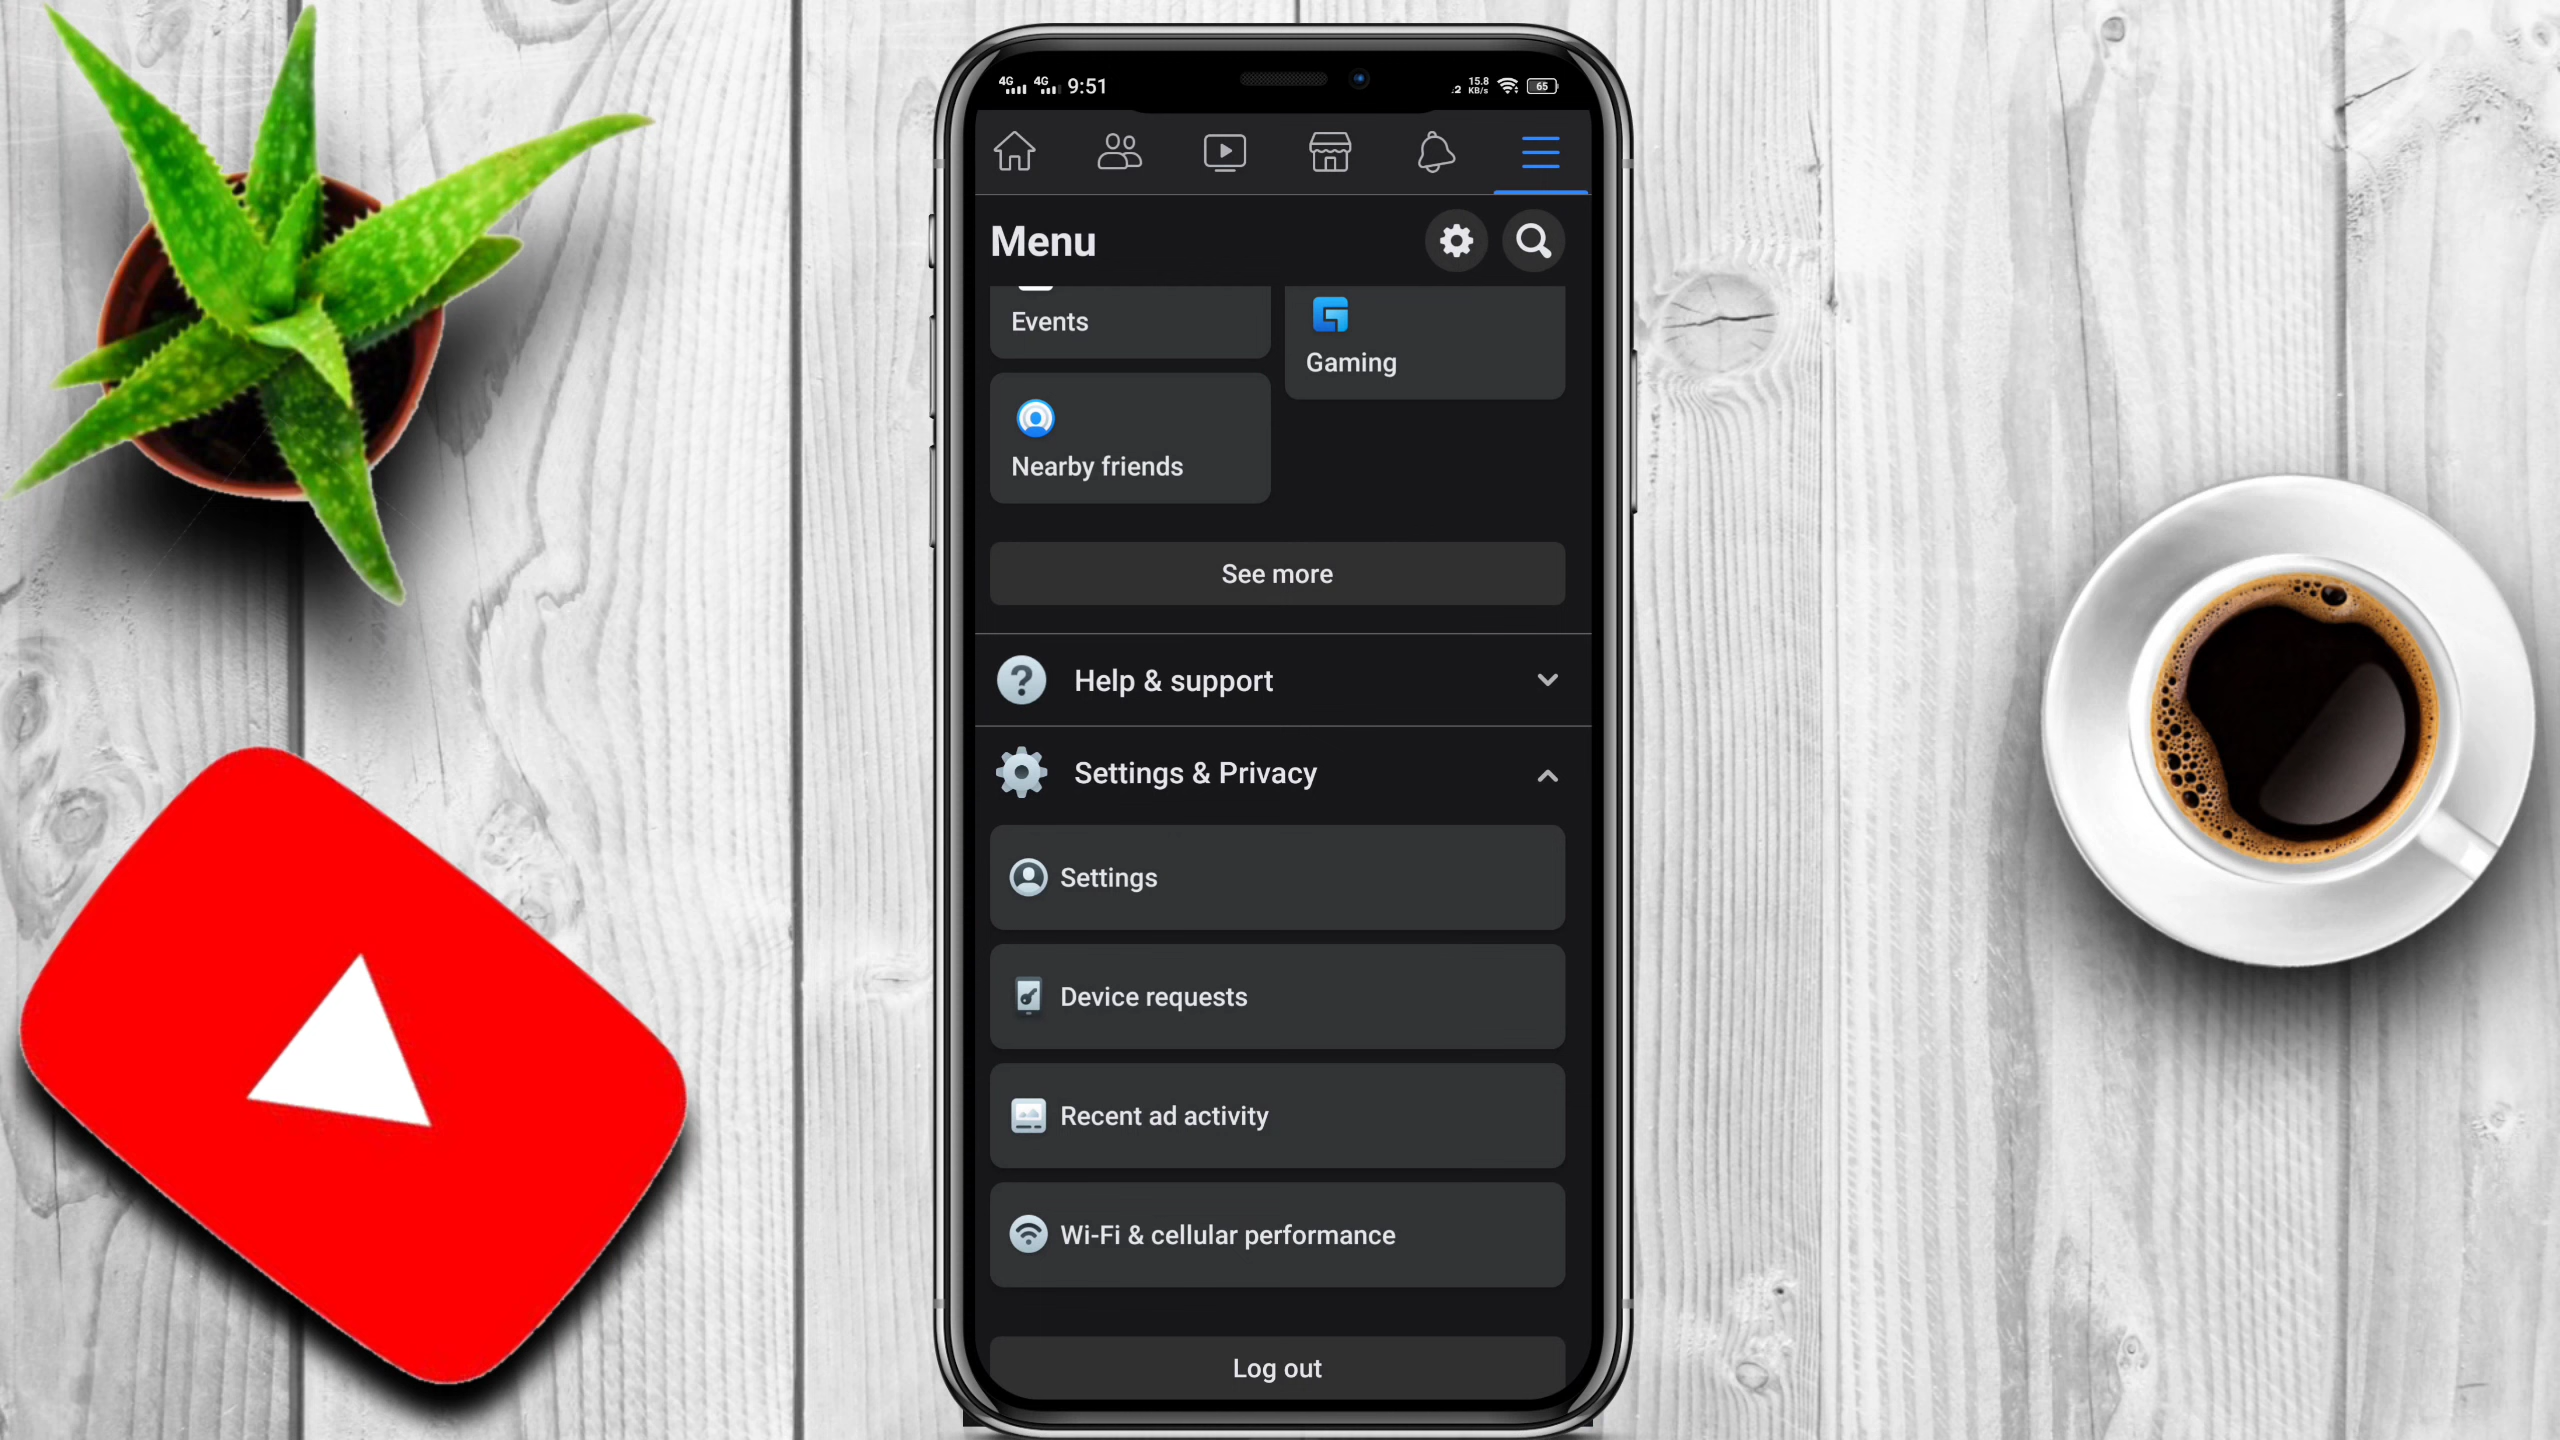 4G 4G 9:51 .2 15.8 KB/s 65
Menu
Events
Gaming
Nearby friends
See more
Help & support
Settings & Privacy
Settings
Device requests
Recent ad activity
Wi-Fi & cellular performance
Log out